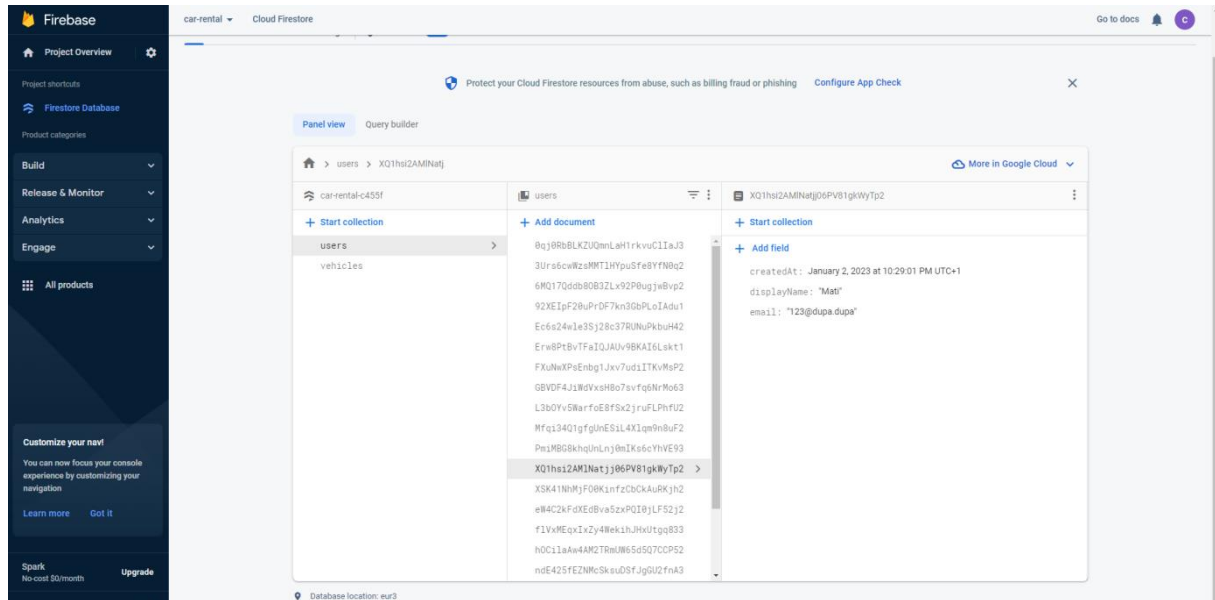 Firebase
car-rental
Cloud Firestore
Go to docs
C
Project Overview
Project shortcuts
Firestore Database
Product categories
Build
Release & Monitor
Analytics
Engage
All products
Customize your nav!
You can now focus your console
experience by customizing your
navigation
Learn more Got it
Spark
No-cost $0/month
Upgrade
Protect your Cloud Firestore resources from abuse, such as billing fraud or phishing Configure App Check
Panel view Query builder
> users > XQ1hsi2AMlNatj.
More in Google Cloud
car-rental-c455f
+ Start collection
users
vehicles
users
+ Add document
0qj0RbBLKZUQmnLaH1rkvuClIaJ3
3Urs6cwWzsMMTlHYpuSfe8YfN0q2
6MQ17Qddb8OB3ZLx92P0ugjwBvp2
92XEIpF20uPrDF7kn3GbPLoIAdu1
Ec6s24wle3Sj28c37RUNuPkbuH42
Erw8PtBvTFaIQJAUv9BKAI6Lskt1
FXuNwXPsEnbg1Jxv7udiITKvMsP2
GBVDF4JiWdVxsH8o7svfq6NrMo63
L3bOYv5WarfoE8fSx2jruFLPhfU2
Mfqi34Q1gfgUnESiL4Xlqm9n8uF2
PmiMBG8khqUnLnj0mIKs6cYhVE93
XQ1hsi2AMlNatjj06PV81gkWyTp2
XSK41NhMjFO0KinfzCbCkAuRKjh2
eW4C2kFdXEdBva5zxPQI0jLFS2j2
flVxMEqxIxZy4WekihJHxUtgq833
hOCilaAw4AM2TRmUW65d5Q7CCP52
ndE425fEZNMcSksuDSfJgGU2fnA3
XQ1hsi2AMlNatjj06PV81gkWyTp2
+ Start collection
+ Add field
createdAt: January 2, 2023 at 10:29:01 PM UTC+1
displayName: "Mati"
email: "123@dupa.dupa"
Database location: eur3